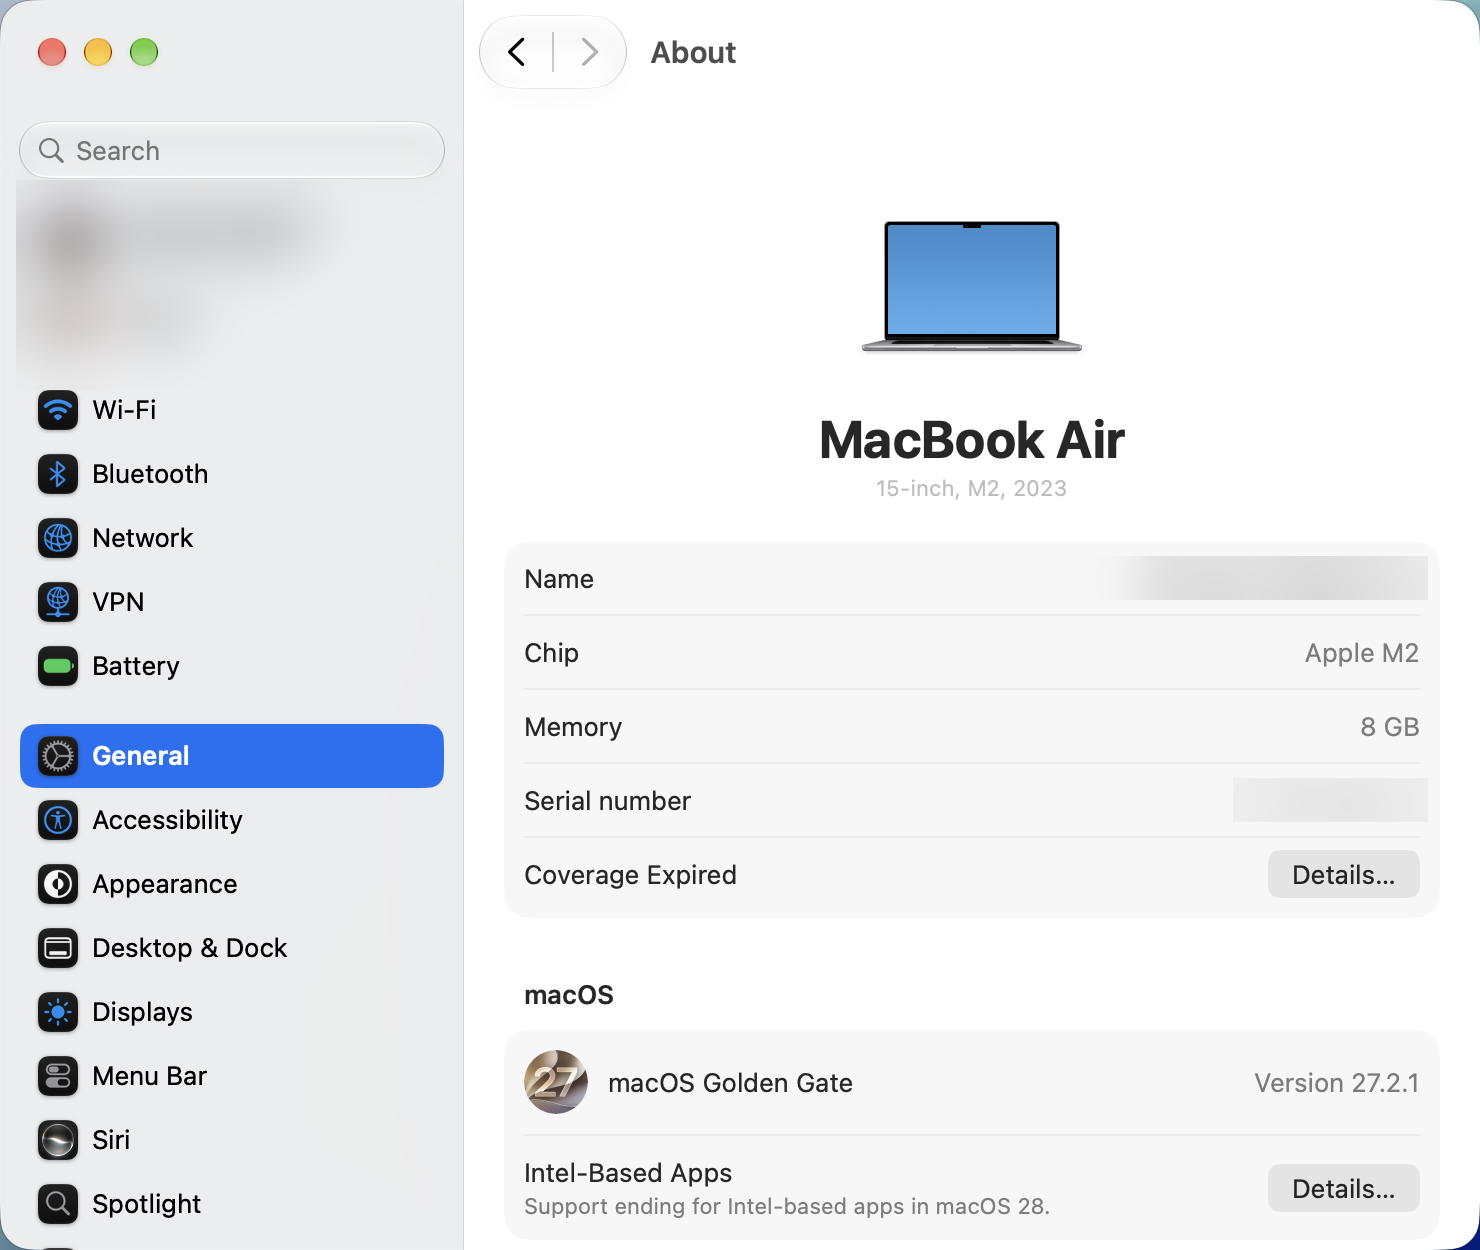 About
Search
Wi-Fi
Bluetooth
Network
VPN
Battery
General
Accessibility
Appearance
Desktop & Dock
Displays
Menu Bar
Siri
Spotlight
MacBook Air
15-inch, M2, 2023
Name
Chip Apple M2
Memory 8 GB
Serial number
Coverage Expired Details...
macOS
27 macOS Golden Gate Version 27.2.1
Intel-Based Apps Details...
Support ending for Intel-based apps in macOS 28.